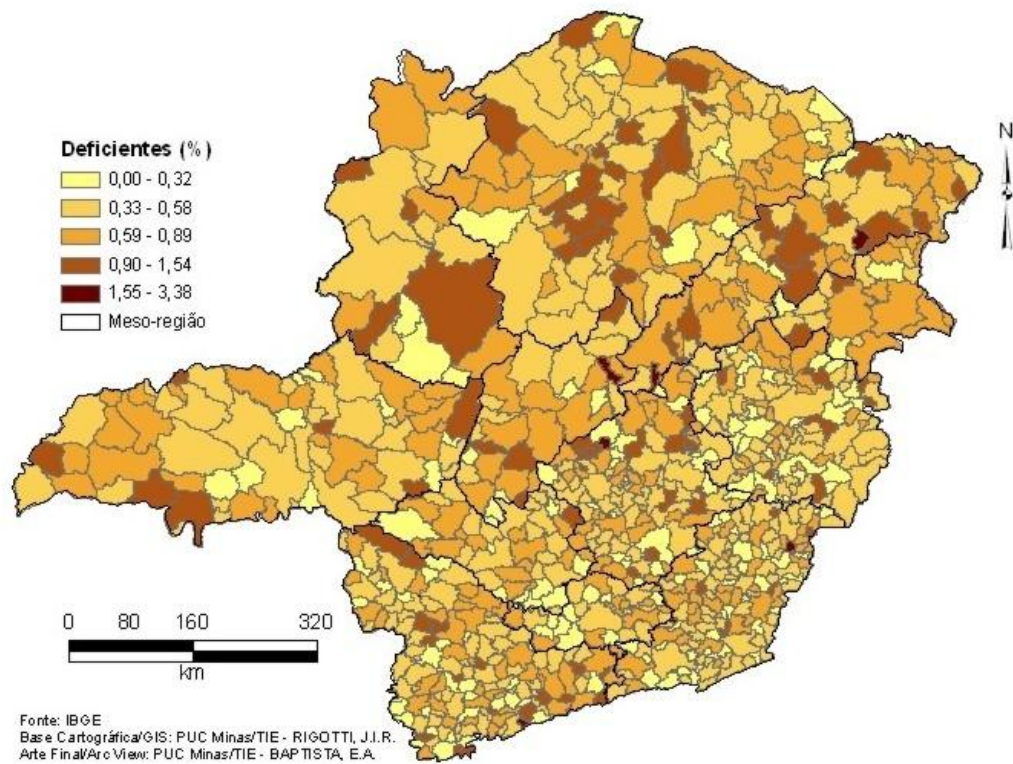 N
Deficientes (%)
0,00 - 0,32
0,33 - 0,58
0,59 - 0,89
0,90 - 1,54
1,55 - 3,38
Meso-região
0 80 160 320
km
Fonte: IBGE
Base Cartográfica/GIS: PUC Minas/TIE - RIGOTTI, J.I.R.
Arte Final/Arc View: PUC Minas/TIE - BAPTISTA, E.A.